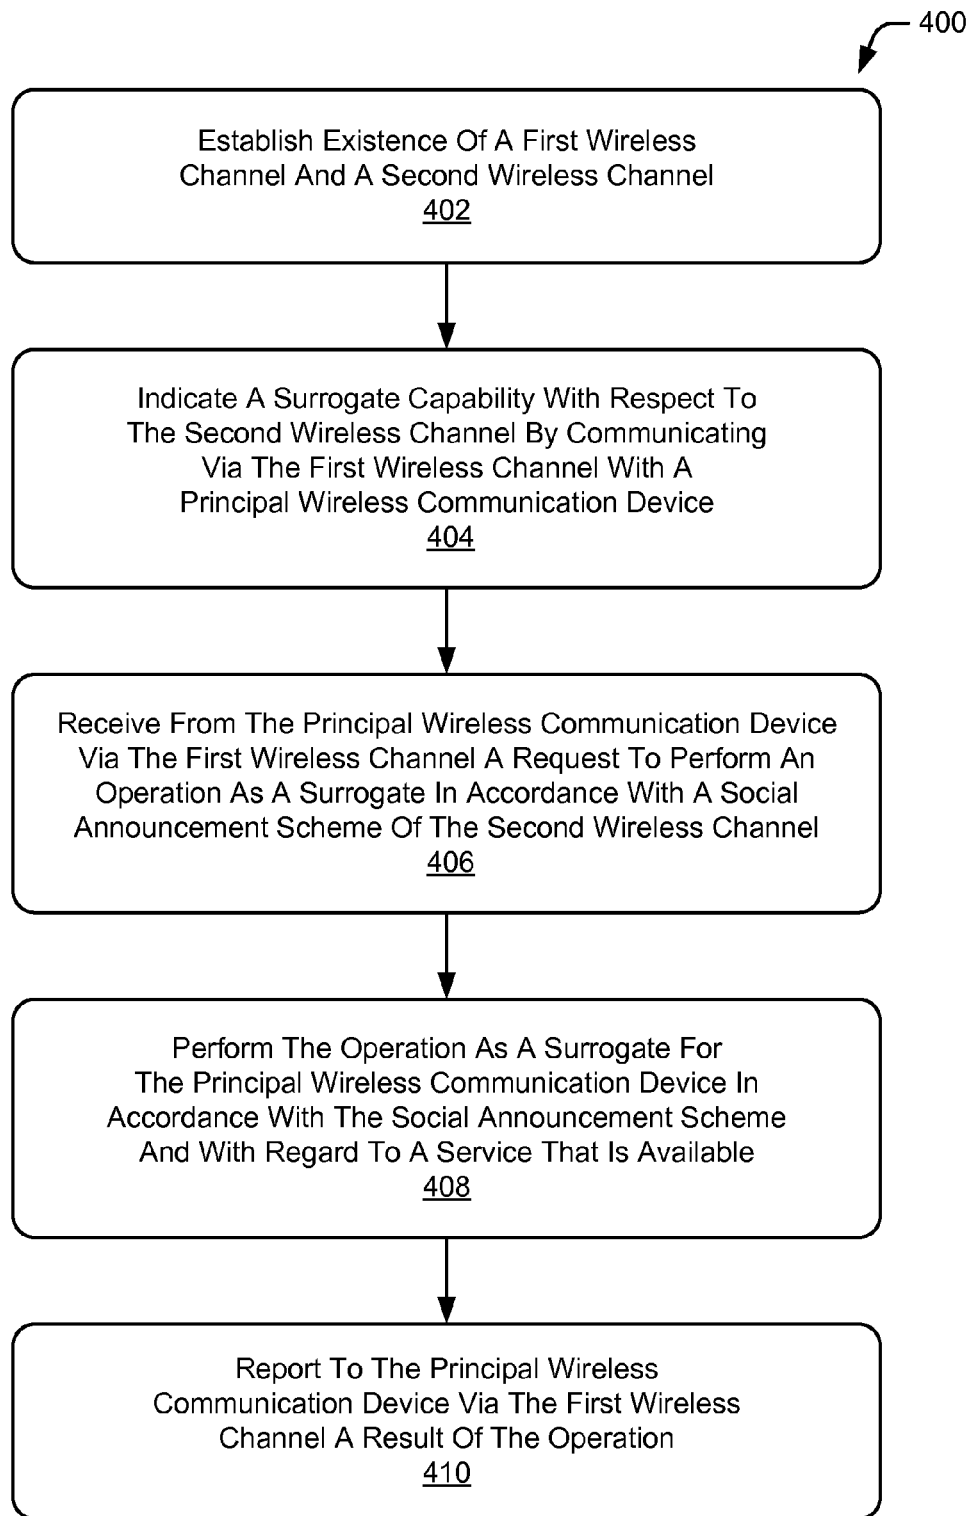 400
Establish Existence Of A First Wireless
Channel And A Second Wireless Channel
402
Indicate A Surrogate Capability With Respect To
The Second Wireless Channel By Communicating
Via The First Wireless Channel With A
Principal Wireless Communication Device
404
Receive From The Principal Wireless Communication Device
Via The First Wireless Channel A Request To Perform An
Operation As A Surrogate In Accordance With A Social
Announcement Scheme Of The Second Wireless Channel
406
Perform The Operation As A Surrogate For
The Principal Wireless Communication Device In
Accordance With The Social Announcement Scheme
And With Regard To A Service That Is Available
408
Report To The Principal Wireless
Communication Device Via The First Wireless
Channel A Result Of The Operation
410